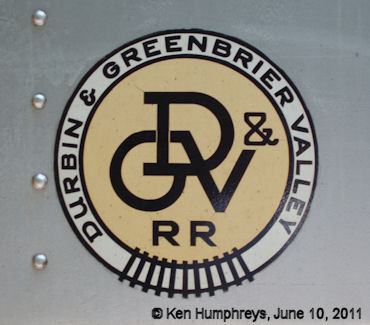 DURBIN & GREENBRIER VALLEY
D & GV
RR
© Ken Humphreys, June 10, 2011